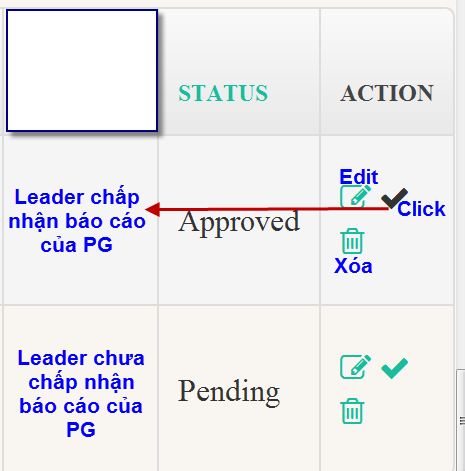 STATUS
ACTION
Leader chấp
nhận báo cáo
của PG
Approved
Edit
Click
Xóa
Leader chưa
chấp nhận
báo cáo của
PG
Pending